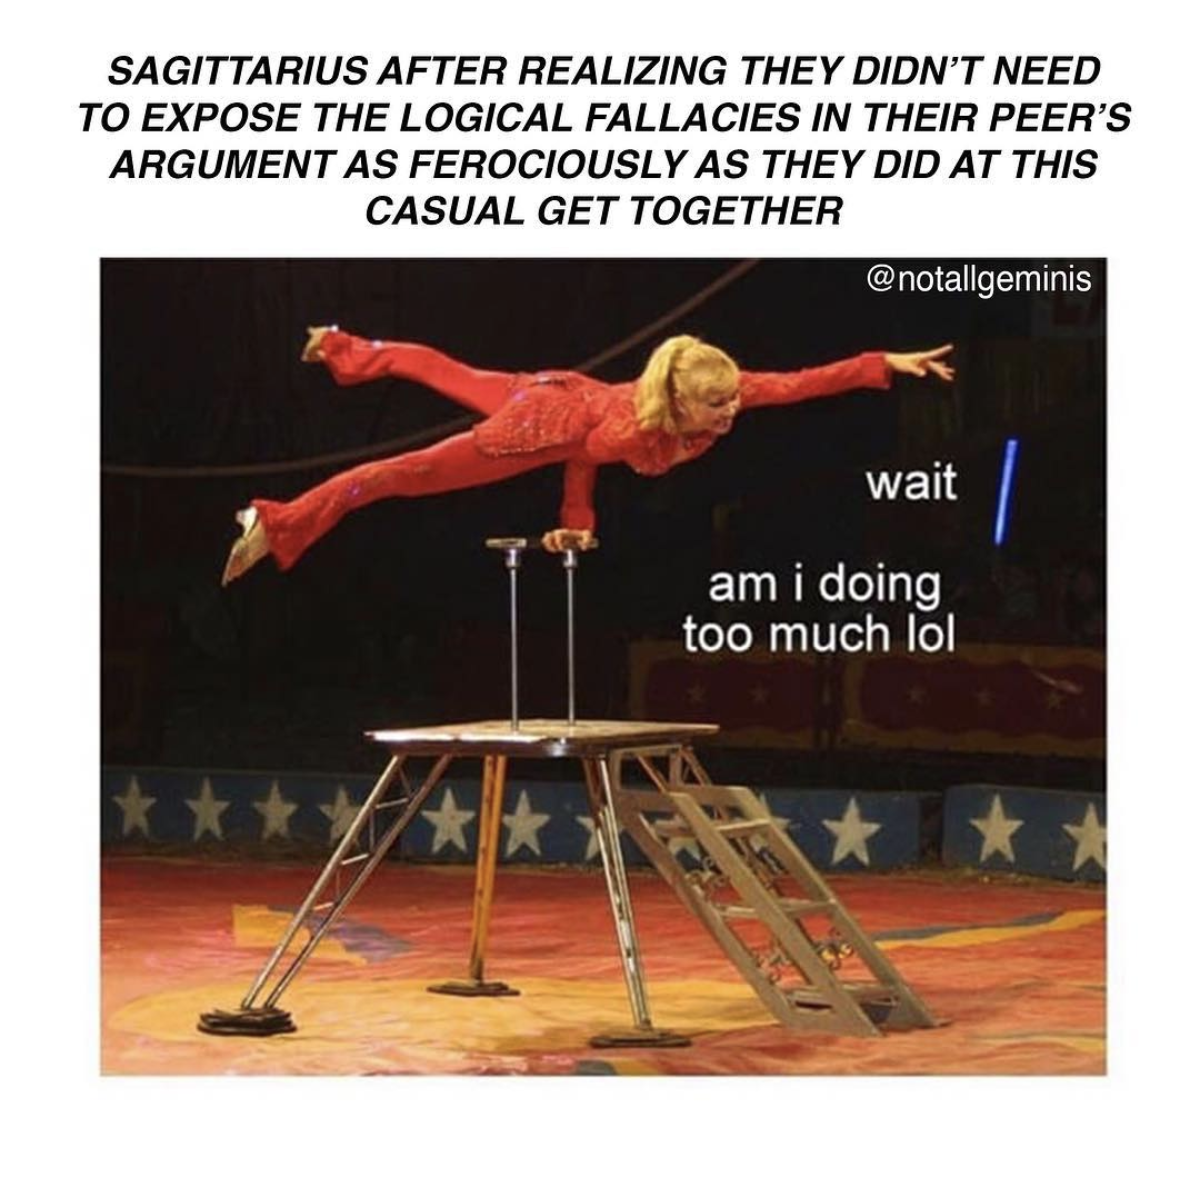 SAGITTARIUS AFTER REALIZING THEY DIDN'T NEED
TO EXPOSE THE LOGICAL FALLACIES IN THEIR PEER'S
ARGUMENT AS FEROCIOUSLY AS THEY DID AT THIS
CASUAL GET TOGETHER
@notallgeminis
wait
am i doing
too much lol